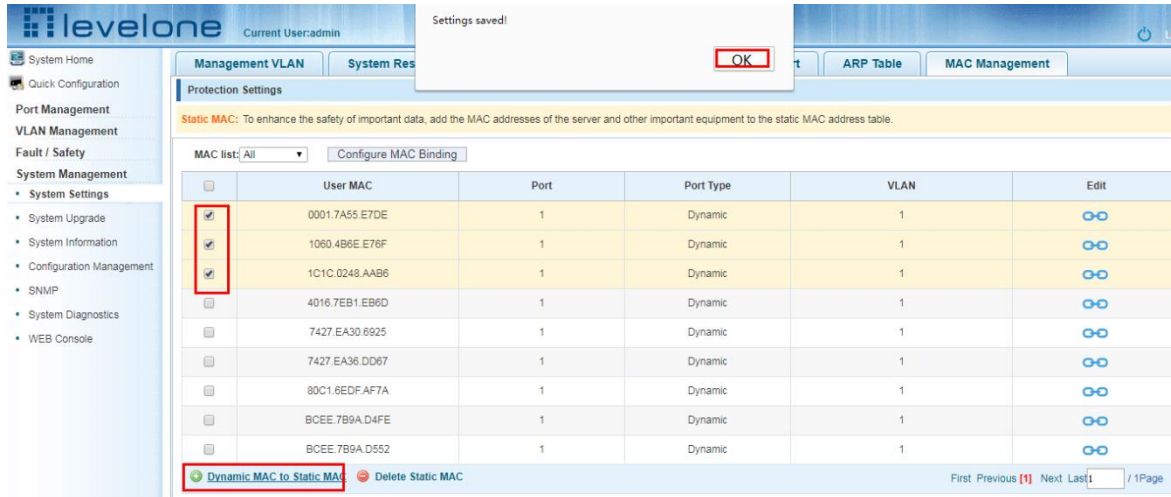 levelone Current User:admin
Settings saved!
OK
System Home
Quick Configuration
Port Management
VLAN Management
Fault / Safety
System Management
• System Settings
• System Upgrade
• System Information
• Configuration Management
• SNMP
• System Diagnostics
• WEB Console
Management VLAN System Res ARP Table MAC Management
Protection Settings
Static MAC: To enhance the safety of important data, add the MAC addresses of the server and other important equipment to the static MAC address table.
MAC list: All Configure MAC Binding
User MAC Port Port Type VLAN Edit
0001.7A55.E7DE 1 Dynamic 1
1060.4B6E.E76F 1 Dynamic 1
1C1C.0248.AAB6 1 Dynamic 1
4016.7EB1.EB6D 1 Dynamic 1
7427.EA30.6925 1 Dynamic 1
7427.EA36.DD67 1 Dynamic 1
80C1.6EDF.AF7A 1 Dynamic 1
BCEE.7B9A.D4FE 1 Dynamic 1
BCEE.7B9A.D552 1 Dynamic 1
Dynamic MAC to Static MAC Delete Static MAC First Previous [1] Next Last 1 / 1Page